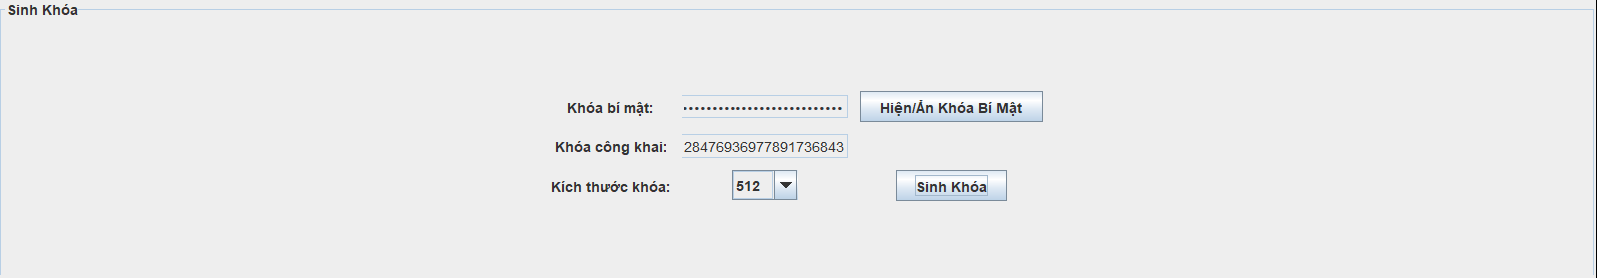 Sinh Khóa
Khóa bí mật: •••••••••••••••••••••••••••• Hiện/Ẩn Khóa Bí Mật
Khóa công khai: 28476936977891736843
Kích thước khóa: 512 Sinh Khóa